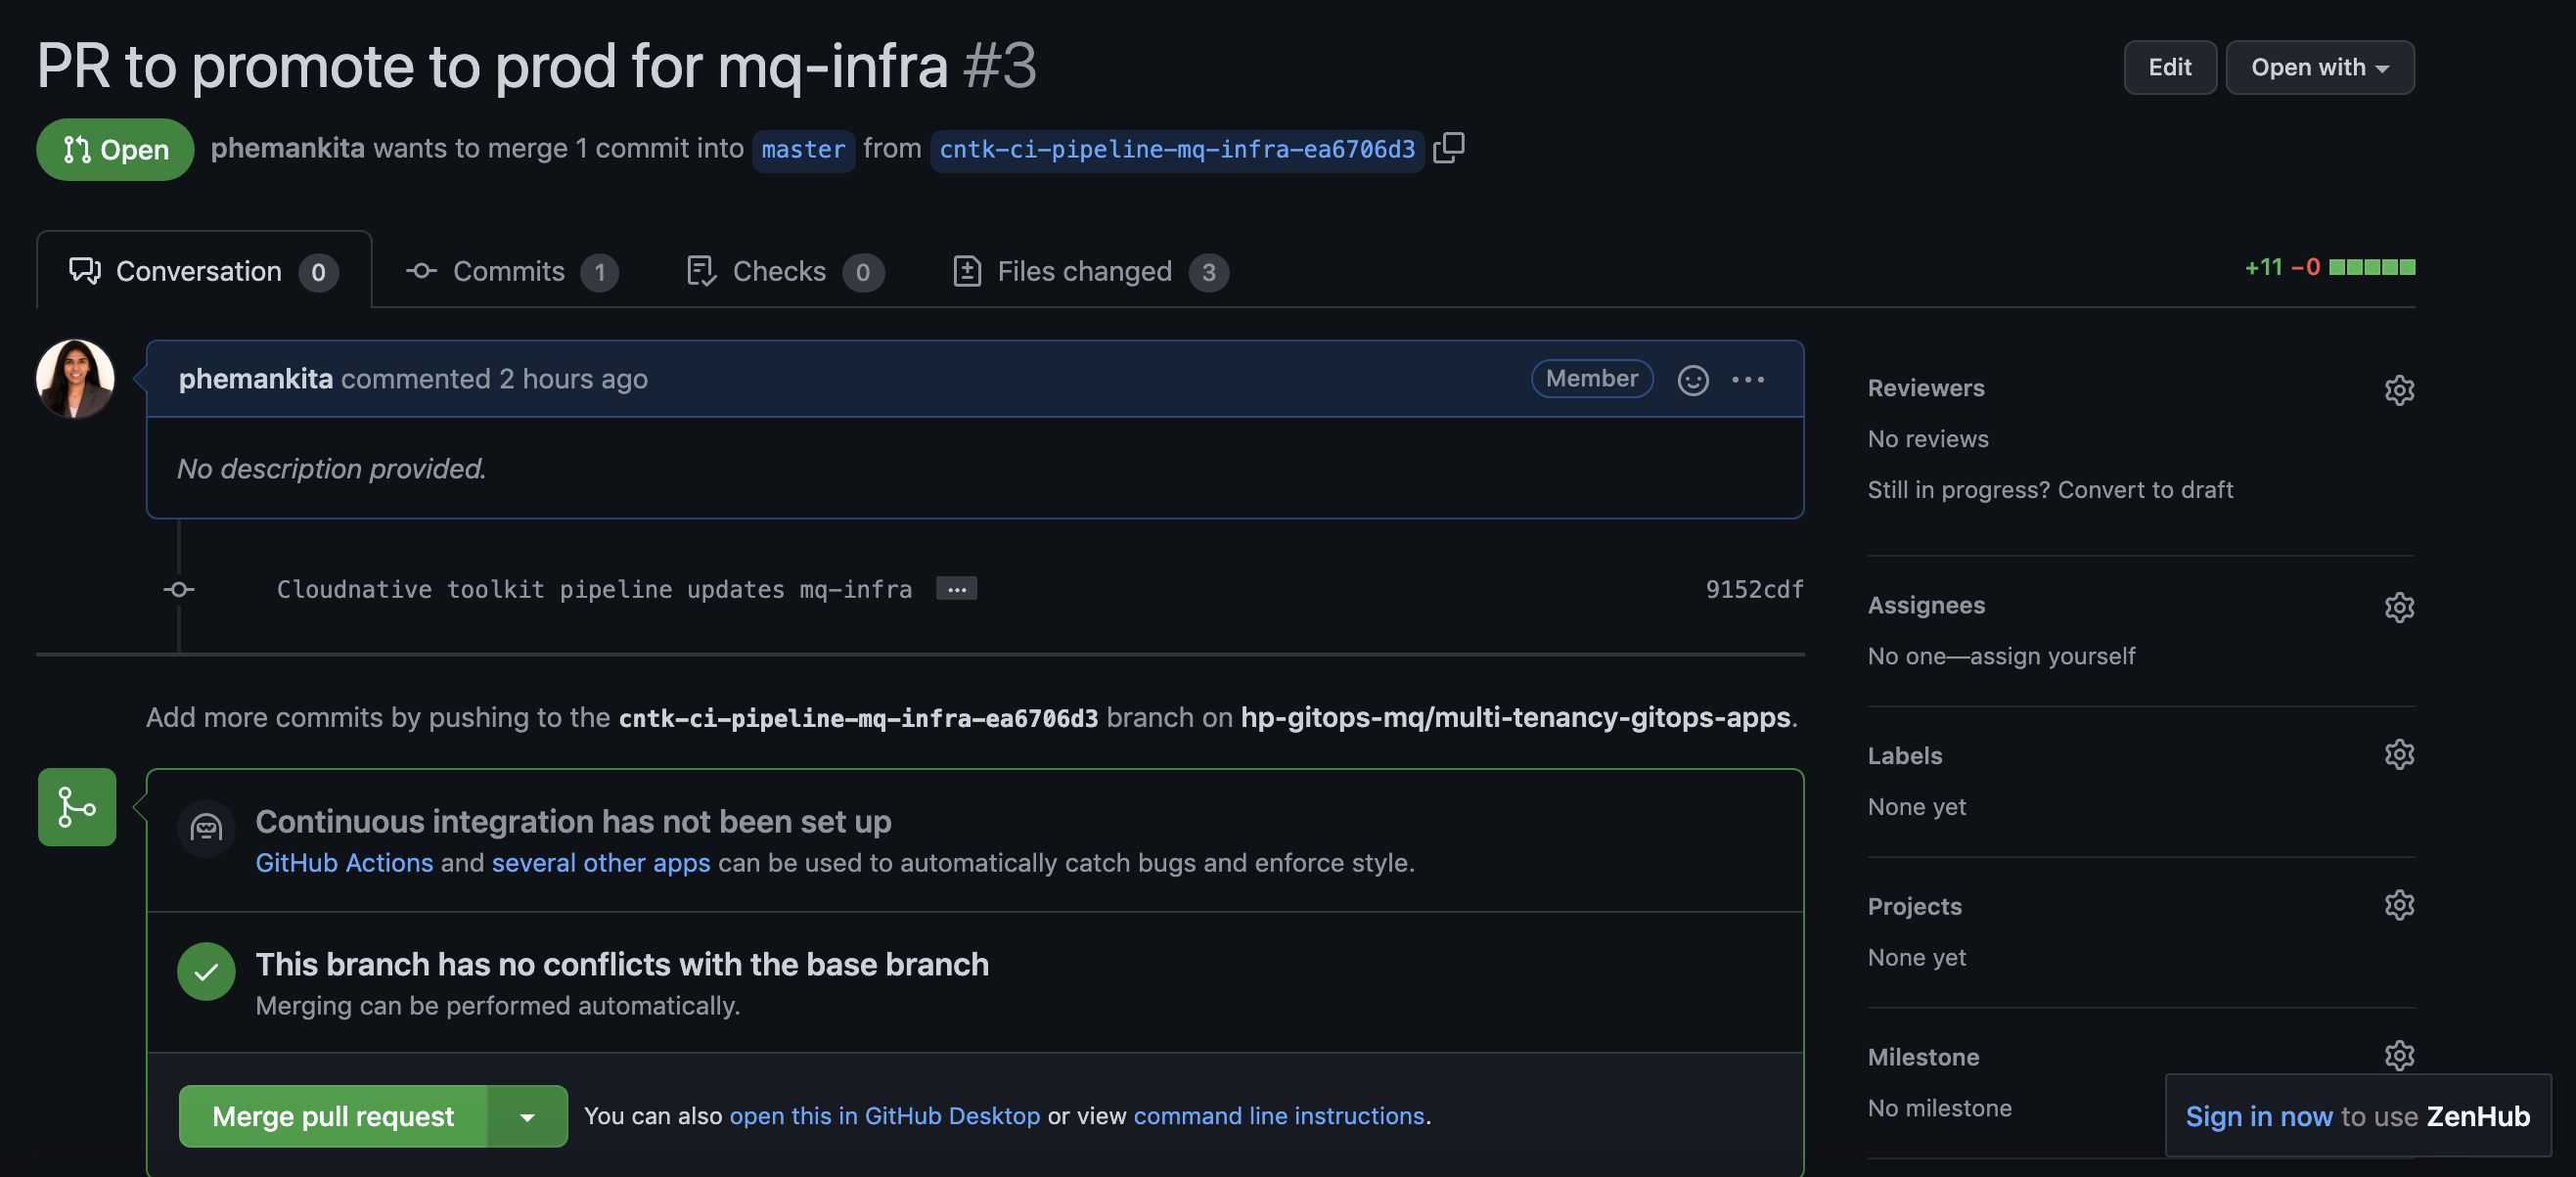 PR to promote to prod for mq-infra #3
Edit
Open with
Open
phemankita wants to merge 1 commit into master from cntk-ci-pipeline-mq-infra-ea6706d3
Conversation 0
Commits 1
Checks 0
Files changed 3
+11 −0
phemankita commented 2 hours ago
Member
No description provided.
Cloudnative toolkit pipeline updates mq-infra ...
9152cdf
Add more commits by pushing to the cntk-ci-pipeline-mq-infra-ea6706d3 branch on hp-gitops-mq/multi-tenancy-gitops-apps.
Continuous integration has not been set up
GitHub Actions and several other apps can be used to automatically catch bugs and enforce style.
This branch has no conflicts with the base branch
Merging can be performed automatically.
Merge pull request
You can also open this in GitHub Desktop or view command line instructions.
Reviewers
No reviews
Still in progress? Convert to draft
Assignees
No one—assign yourself
Labels
None yet
Projects
None yet
Milestone
No milestone
Sign in now to use ZenHub